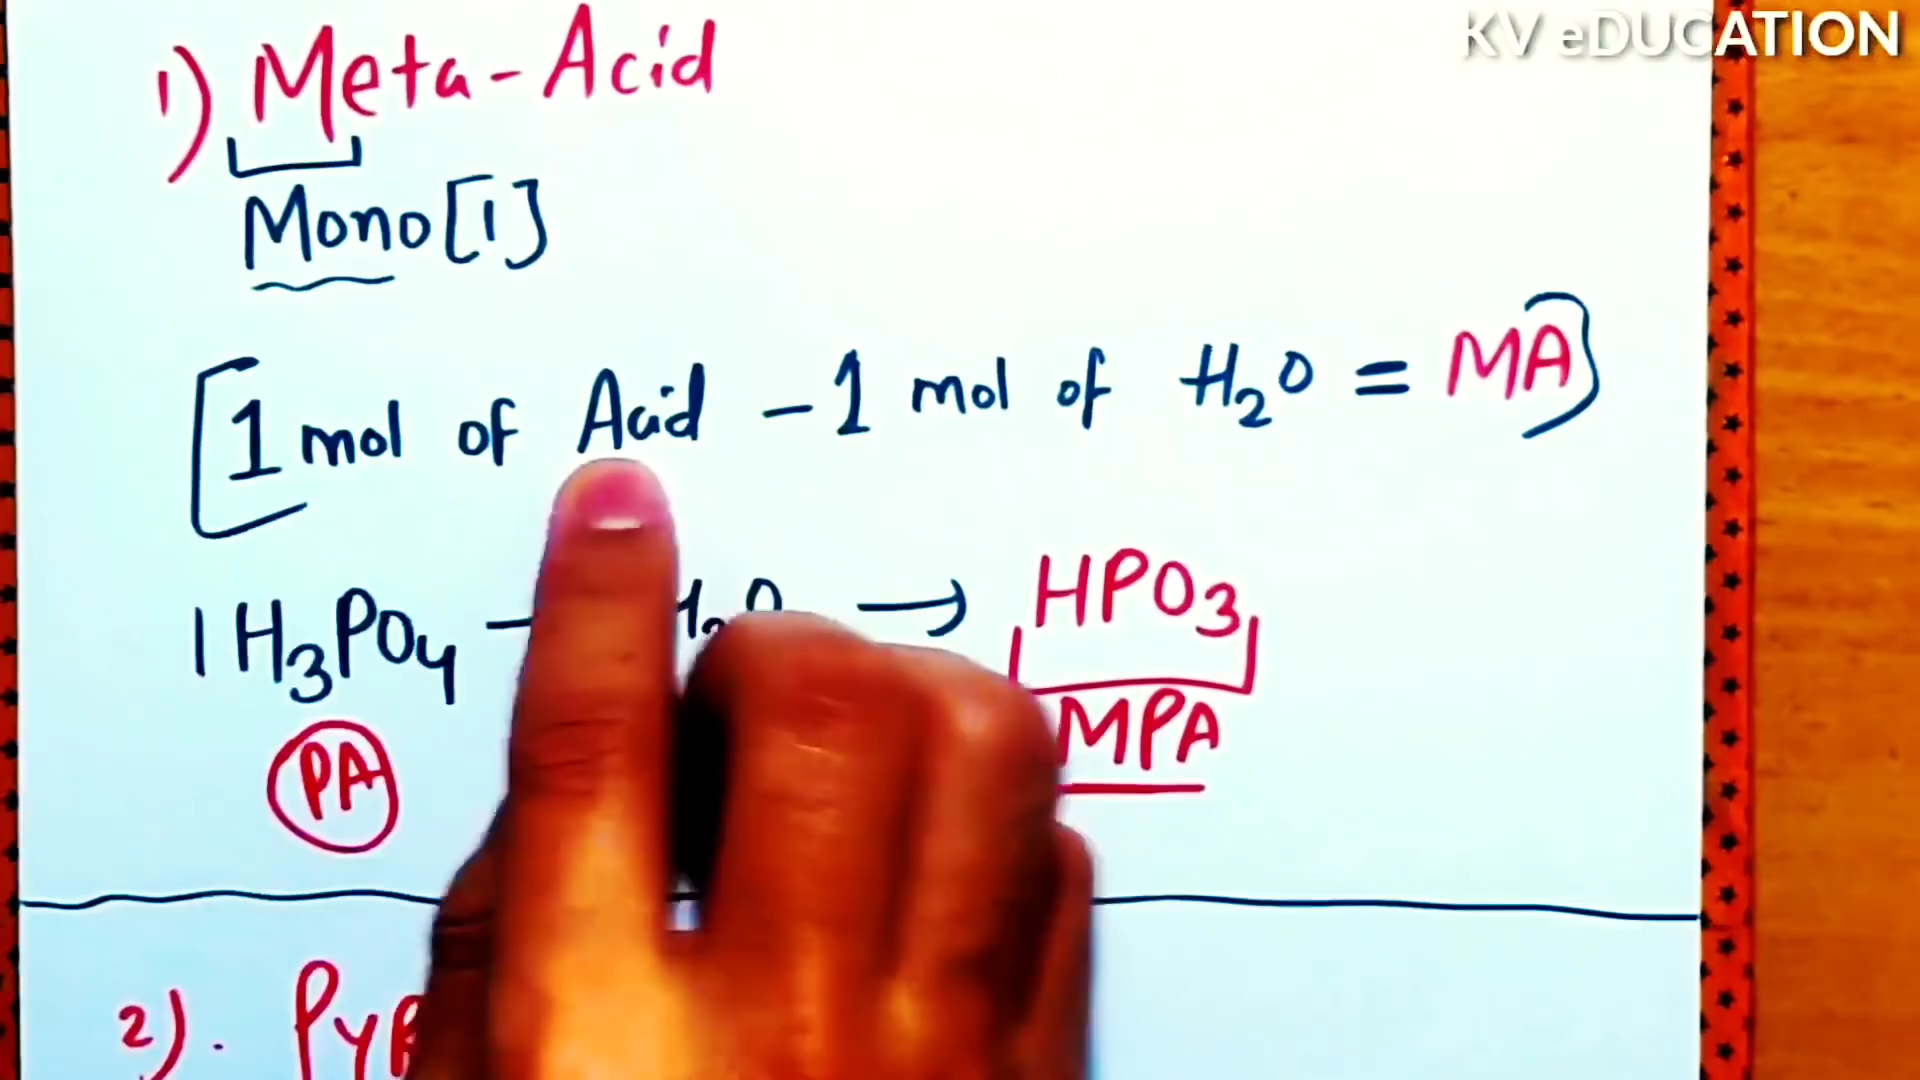 KV eDUCATION
1) Meta-Acid
Mono [1]
[1 mol of Acid - 1 mol of H2O = MA]
1 H3PO4 - H2O → HPO3
PA MPA
2).